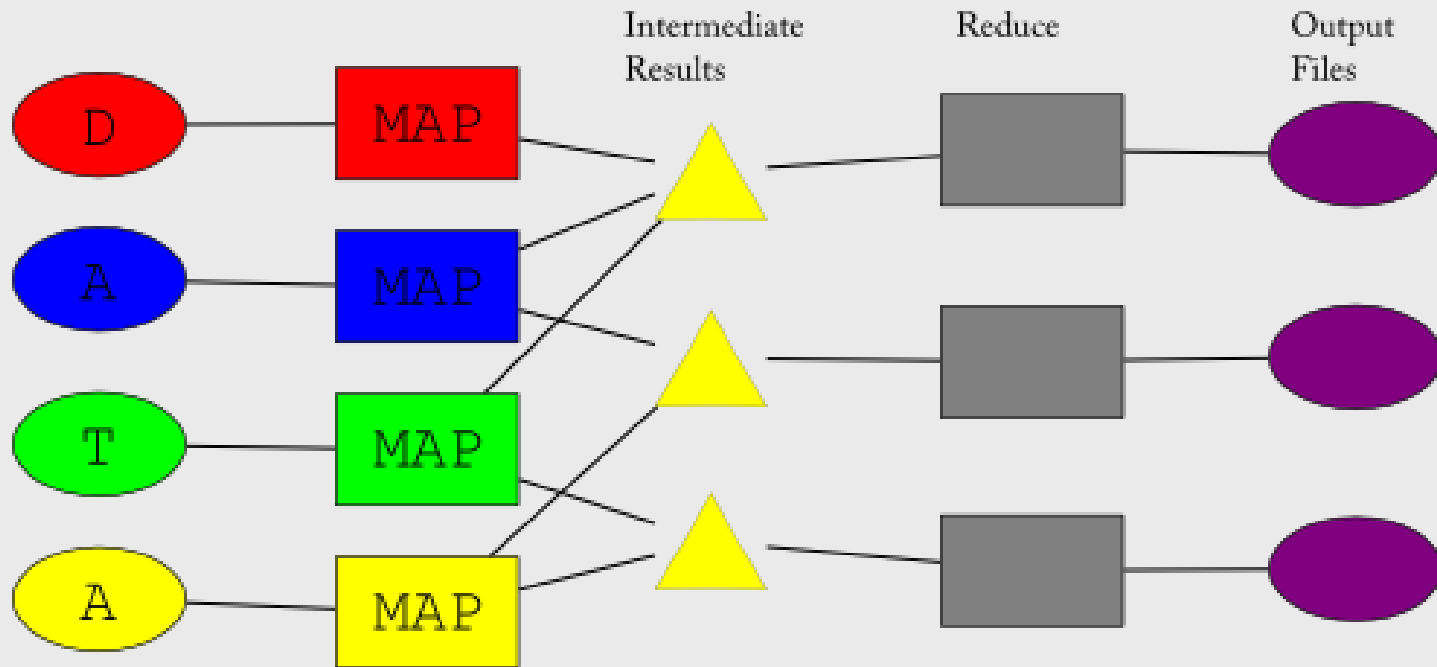 Intermediate
Results
Reduce
Output
Files
D
MAP
A
MAP
T
MAP
A
MAP